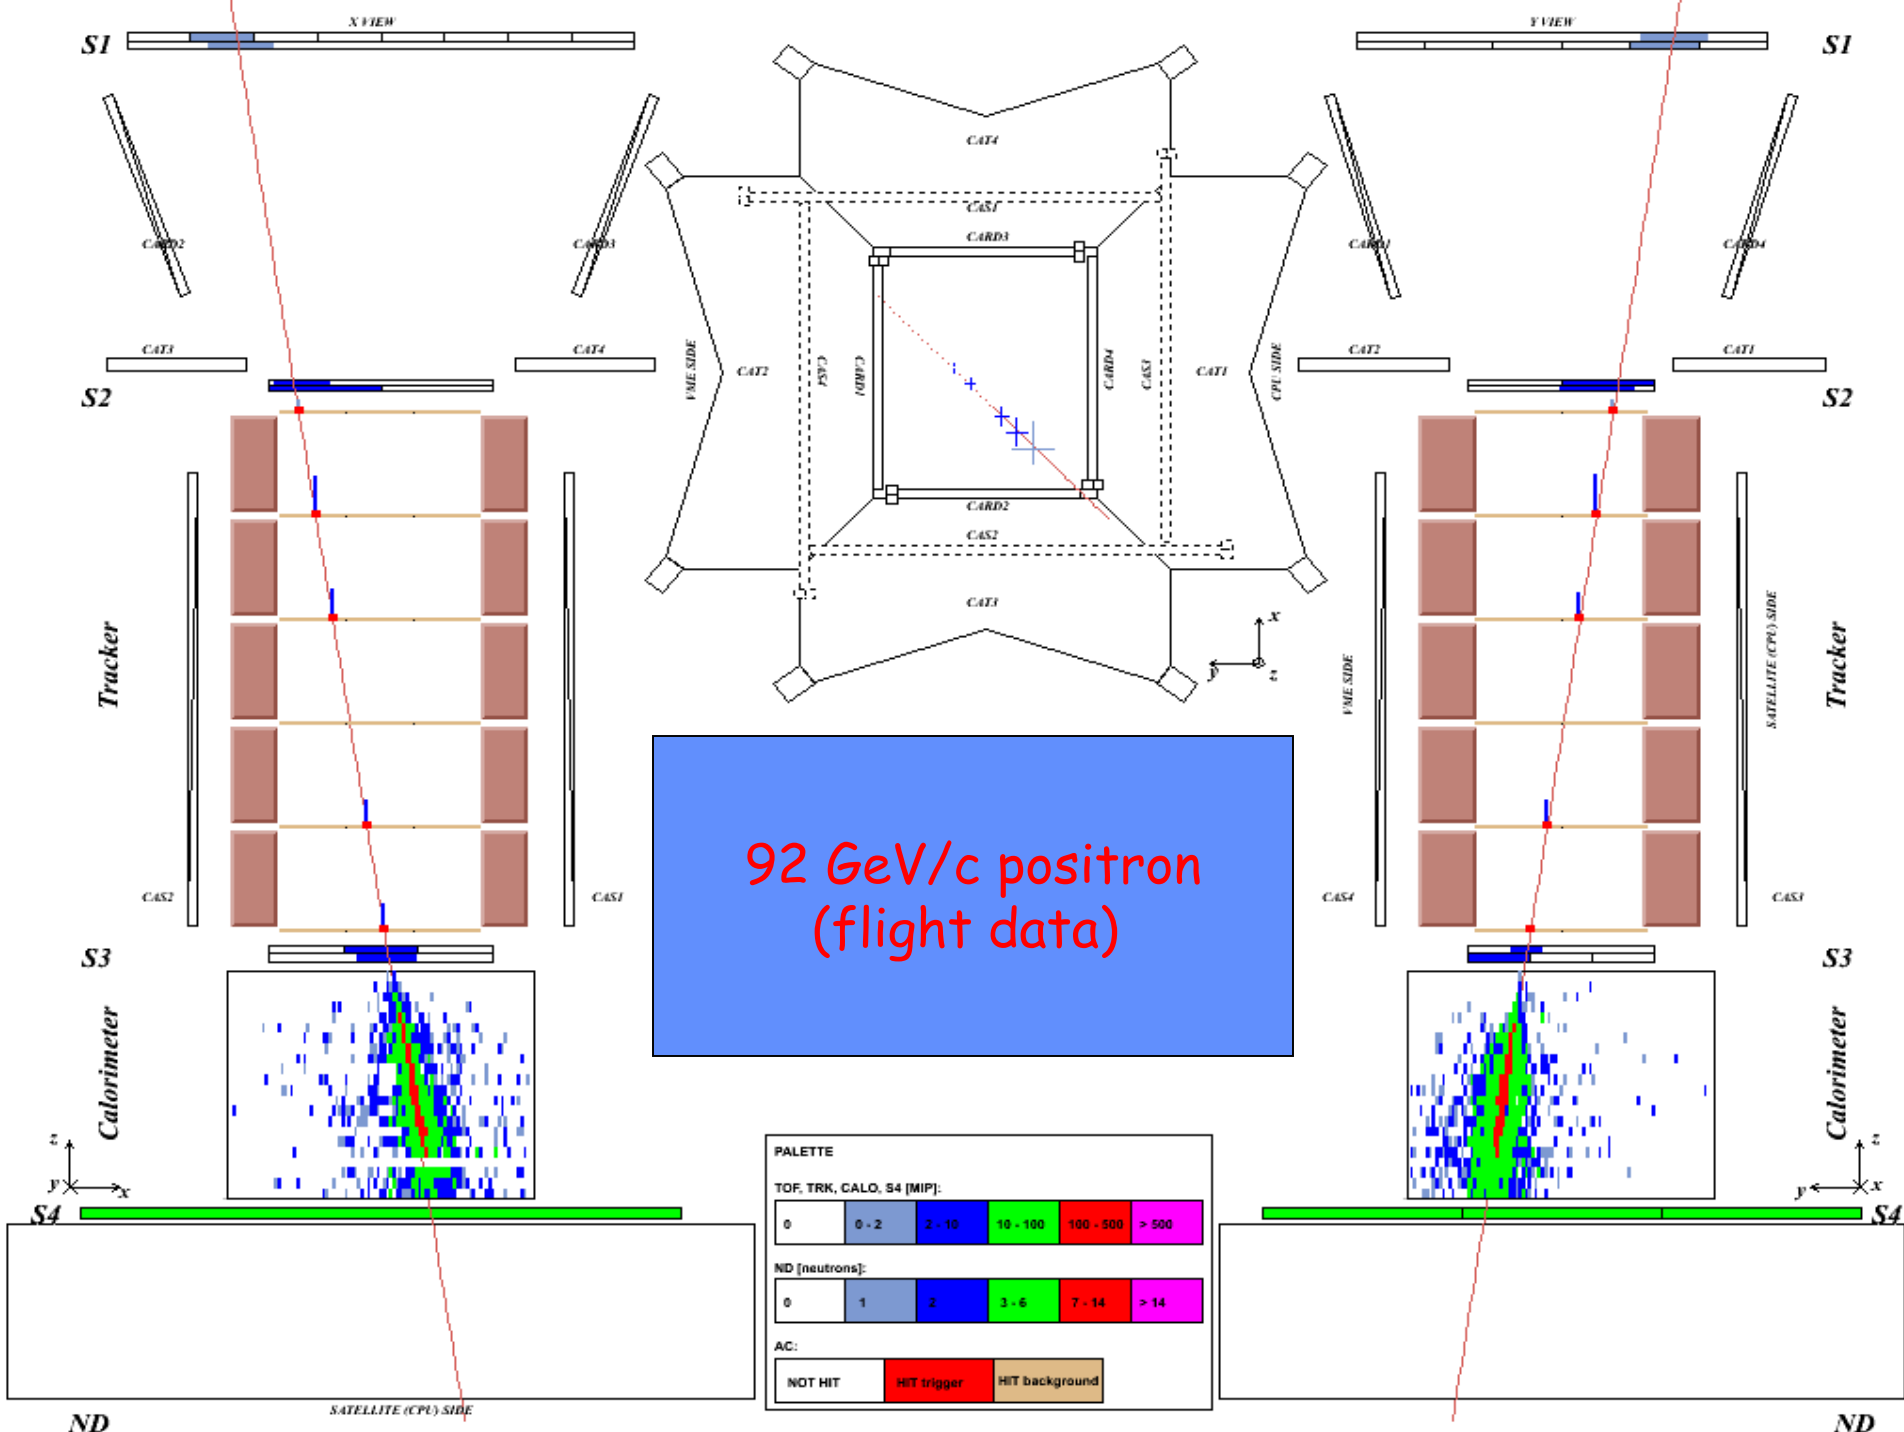 X VIEW
Y VIEW
S1
S1
CAT4
CARD2
CARD3
CAS1
CARD3
CARD1
CARD4
CAT3
CAT4
VME SIDE
CAT2
CAS4
CARD1
CARD4
CAS3
CAT1
CPU SIDE
CAT2
CAT1
S2
S2
CARD2
CAS2
CAT3
x
y
z
Tracker
VME SIDE
SATELLITE (CPU) SIDE
Tracker
92 GeV/c positron
(flight data)
CAS2
CAS1
CAS4
CAS3
S3
S3
Calorimeter
Calorimeter
z
y
x
z
y
x
PALETTE
TOF, TRK, CALO, S4 [MIP]:
0
0 - 2
2 - 10
10 - 100
100 - 500
> 500
S4
S4
ND [neutrons]:
0
1
2
3 - 6
7 - 14
> 14
AC:
NOT HIT
HIT trigger
HIT background
SATELLITE (CPU) SIDE
ND
ND